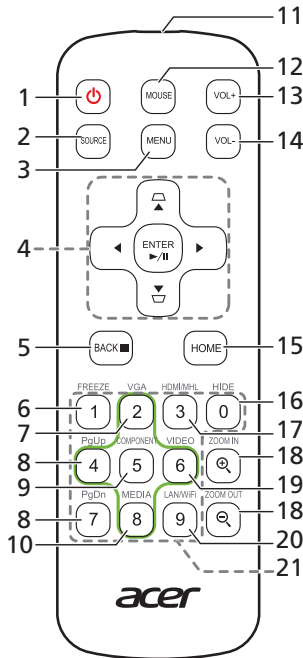 11
1 12 13
MOUSE VOL+
2 SOURCE MENU VOL- 14
3
4 ENTER
5 BACK HOME 15
FREEZE VGA HDMI/MHL HIDE
6 1 2 3 0 16
7 17
PgUp COMPONENT VIDEO ZOOM IN
8 4 5 6 18
9 19
PgDn MEDIA LAN/WiFi ZOOM OUT
8 7 8 9 18
10 20
21
acer